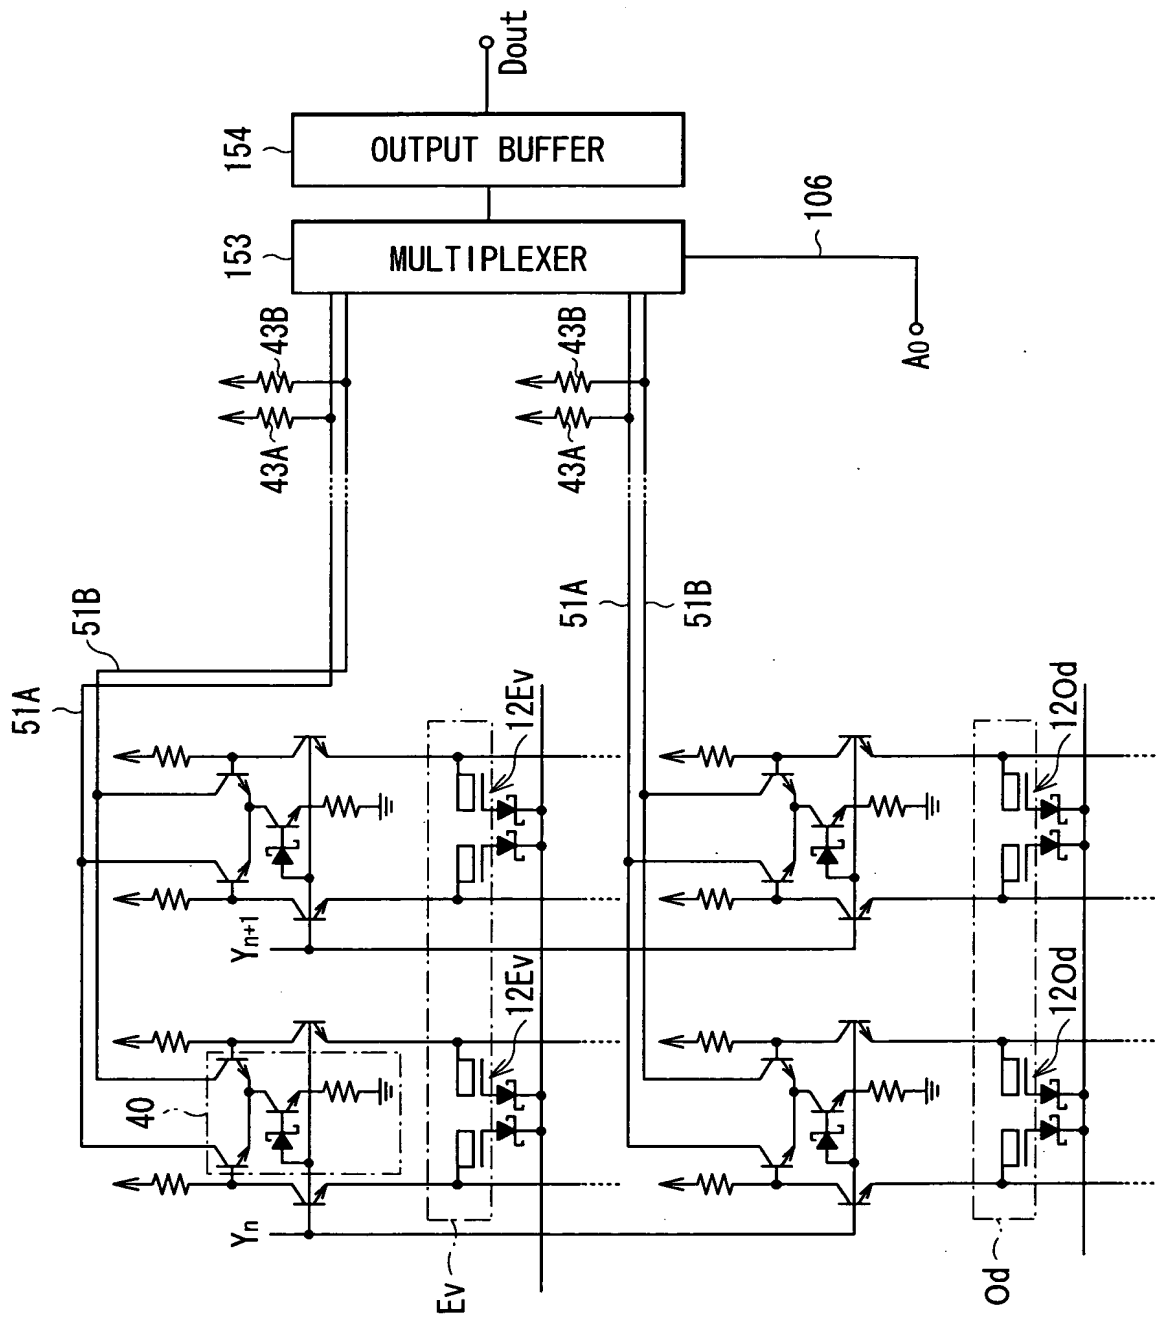 Dout
154
OUTPUT BUFFER
153
MULTIPLEXER
106
A0
43B
43A
43B
43A
51B
51A
51A
51B
12Ev
12Od
Yn+1
12Ev
12Od
40
Yn
Ev
Od